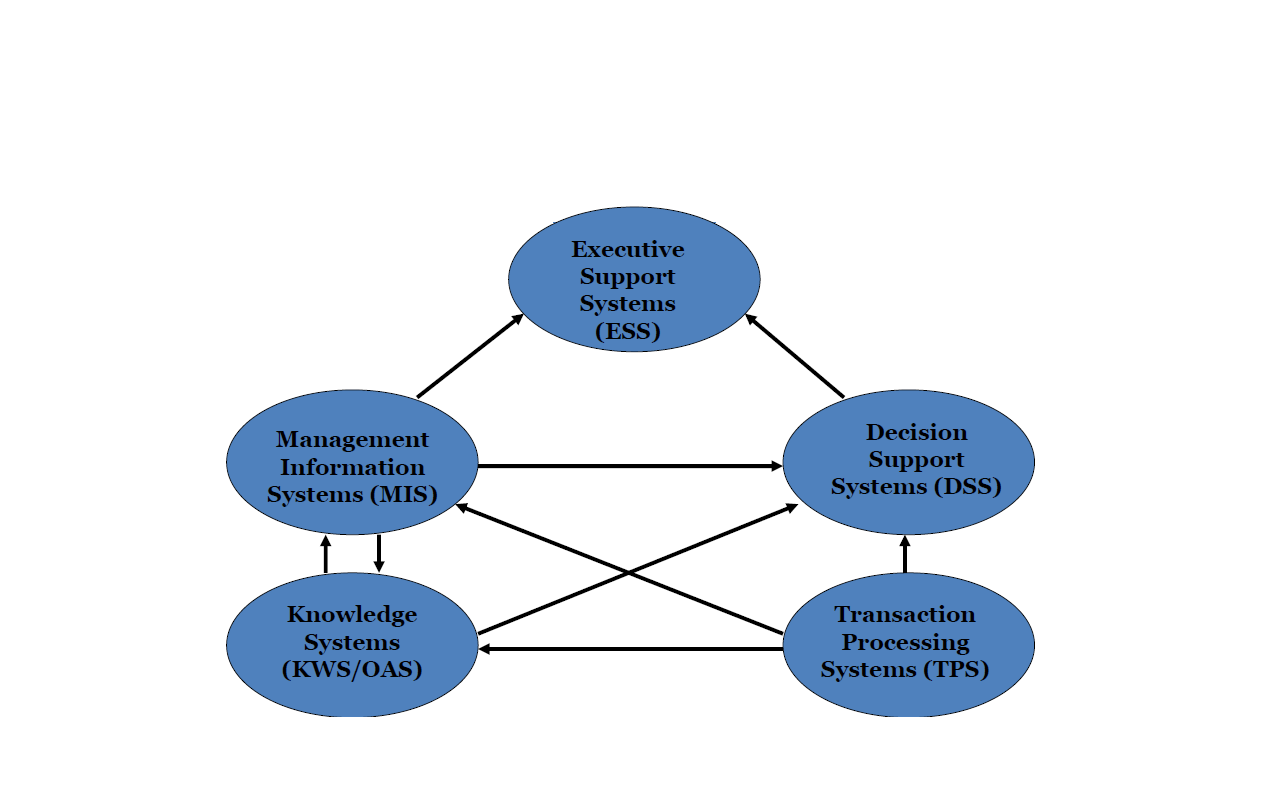 Executive
Support
Systems
(ESS)
Management
Information
Systems (MIS)
Decision
Support
Systems (DSS)
Knowledge
Systems
(KWS/OAS)
Transaction
Processing
Systems (TPS)